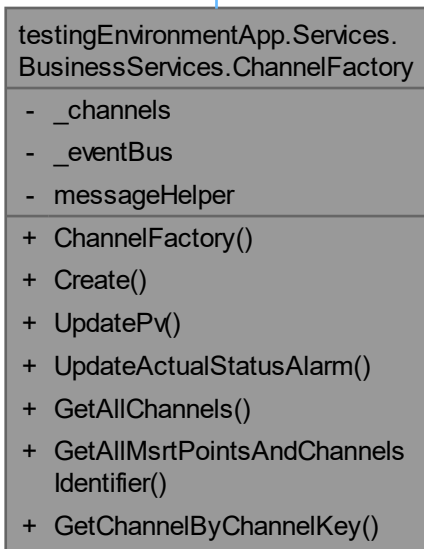 testingEnvironmentApp.Services.
BusinessServices.ChannelFactory
- _channels
- _eventBus
- messageHelper
+ ChannelFactory()
+ Create()
+ UpdatePv()
+ UpdateActualStatusAlarm()
+ GetAllChannels()
+ GetAllMsrtPointsAndChannels
Identifier()
+ GetChannelByChannelKey()